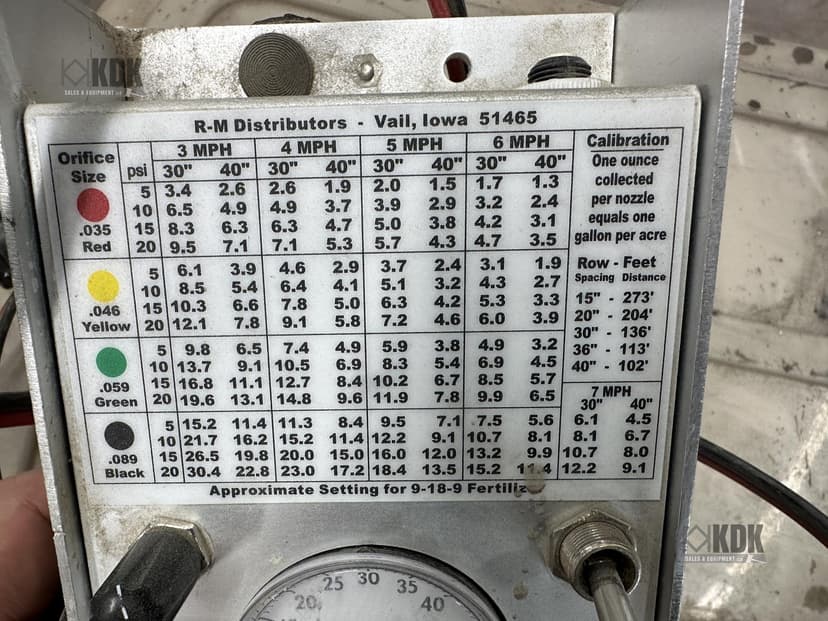 KDK
SALES & EQUIPMENT LLC
R-M Distributors - Vail, Iowa 51465
Orifice Size psi 3 MPH 4 MPH 5 MPH 6 MPH
30" 40" 30" 40" 30" 40" 30" 40"
5 3.4 2.6 2.6 1.9 2.0 1.5 1.7 1.3
10 6.5 4.9 4.9 3.7 3.9 2.9 3.2 2.4
.035 15 8.3 6.3 6.3 4.7 5.0 3.8 4.2 3.1
Red 20 9.5 7.1 7.1 5.3 5.7 4.3 4.7 3.5
5 6.1 3.9 4.6 2.9 3.7 2.4 3.1 1.9
10 8.5 5.4 6.4 4.1 5.1 3.2 4.3 2.7
.046 15 10.3 6.6 7.8 5.0 6.3 4.2 5.3 3.3
Yellow 20 12.1 7.8 9.1 5.8 7.2 4.6 6.0 3.9
5 9.8 6.5 7.4 4.9 5.9 3.8 4.9 3.2
10 13.7 9.1 10.5 6.9 8.3 5.4 6.9 4.5
.059 15 16.8 11.1 12.7 8.4 10.2 6.7 8.5 5.7
Green 20 19.6 13.1 14.8 9.6 11.9 7.8 9.9 6.5
5 15.2 11.4 11.3 8.4 9.5 7.1 7.5 5.6
10 21.7 16.2 15.2 11.4 12.2 9.1 10.7 8.1
.089 15 26.5 19.8 20.0 15.0 16.0 12.0 13.2 9.9
Black 20 30.4 22.8 23.0 17.2 18.4 13.5 15.2 11.4
Calibration
One ounce
collected
per nozzle
equals one
gallon per acre
Row - Feet
Spacing Distance
15" - 273'
20" - 204'
30" - 136'
36" - 113'
40" - 102'
7 MPH
30" 40"
6.1 4.5
8.1 6.7
10.7 8.0
12.2 9.1
Approximate Setting for 9-18-9
20 25 30 35 40
KDK
SALES & EQUIPMENT LLC